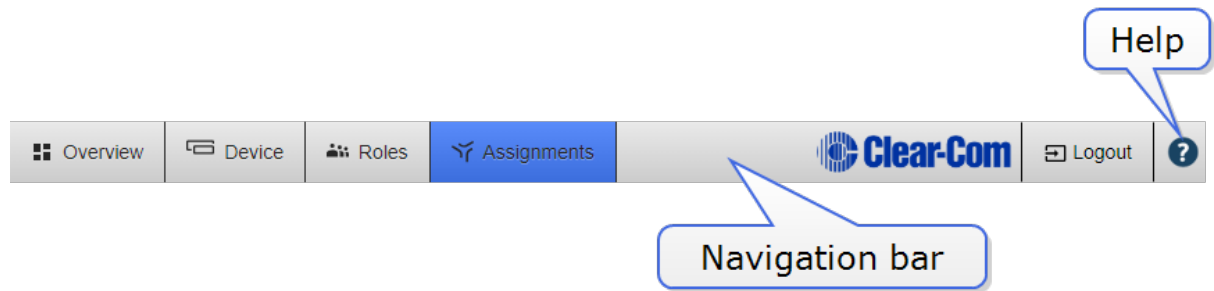 Help
Overview
Device
Roles
Assignments
Clear-Com
Logout
?
Navigation bar